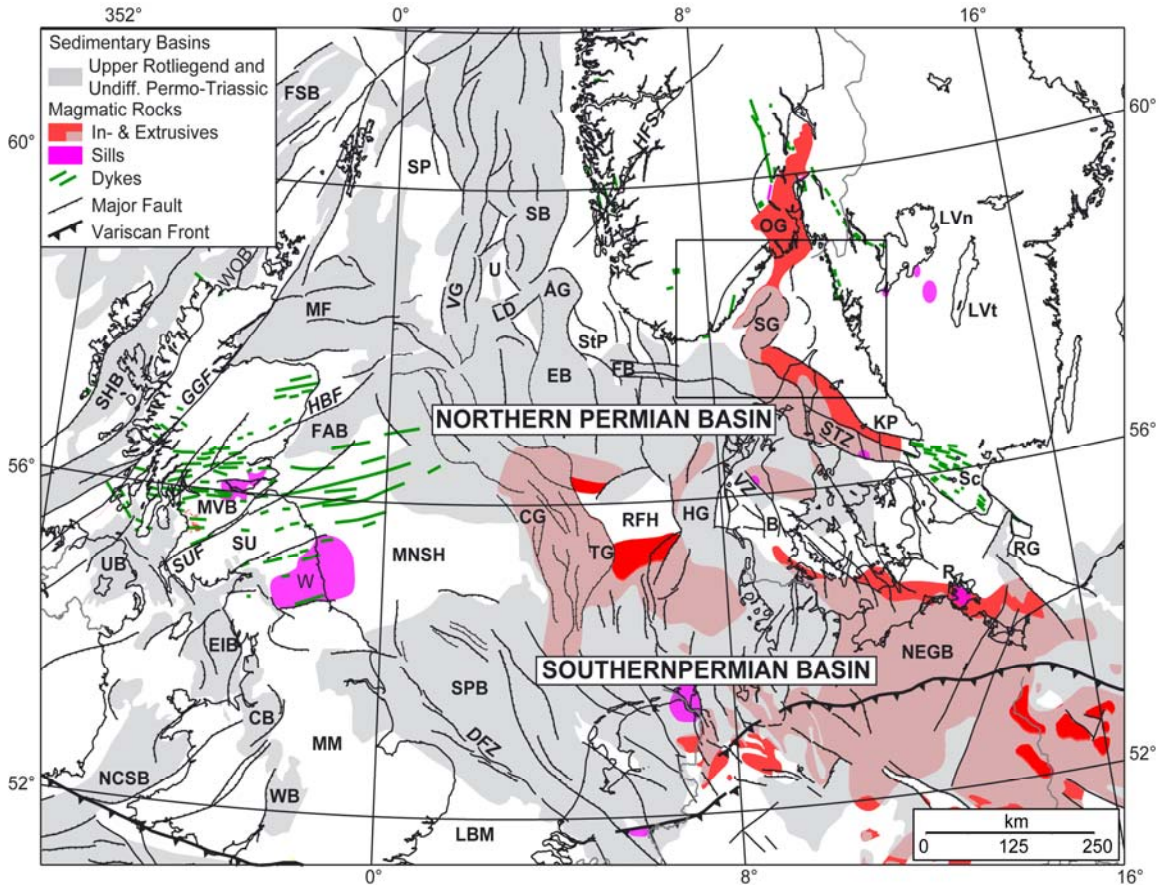 352°
0°
8°
16°
Sedimentary Basins
Upper Rotliegend and
Undiff. Permo-Triassic
Magmatic Rocks
In- & Extrusives
Sills
Dykes
Major Fault
Variscan Front
FSB
60°
60°
SP
HFSZ
SB
OG
LVn
WOB
U
AG
VG
LD
LVt
MF
SG
StP
SHB
GGF
HBF
EB
FB
NORTHERN PERMIAN BASIN
FAB
KP
STZ
56°
56°
Sc
MVB
CG
RFH
HG
B
SU
SUF
MNSH
TG
RG
UB
W
R
EIB
NEGB
SOUTHERNPERMIAN BASIN
SPB
CB
MM
DFZ
NCSB
52°
52°
WB
LBM
km
0 125 250
0°
8°
16°